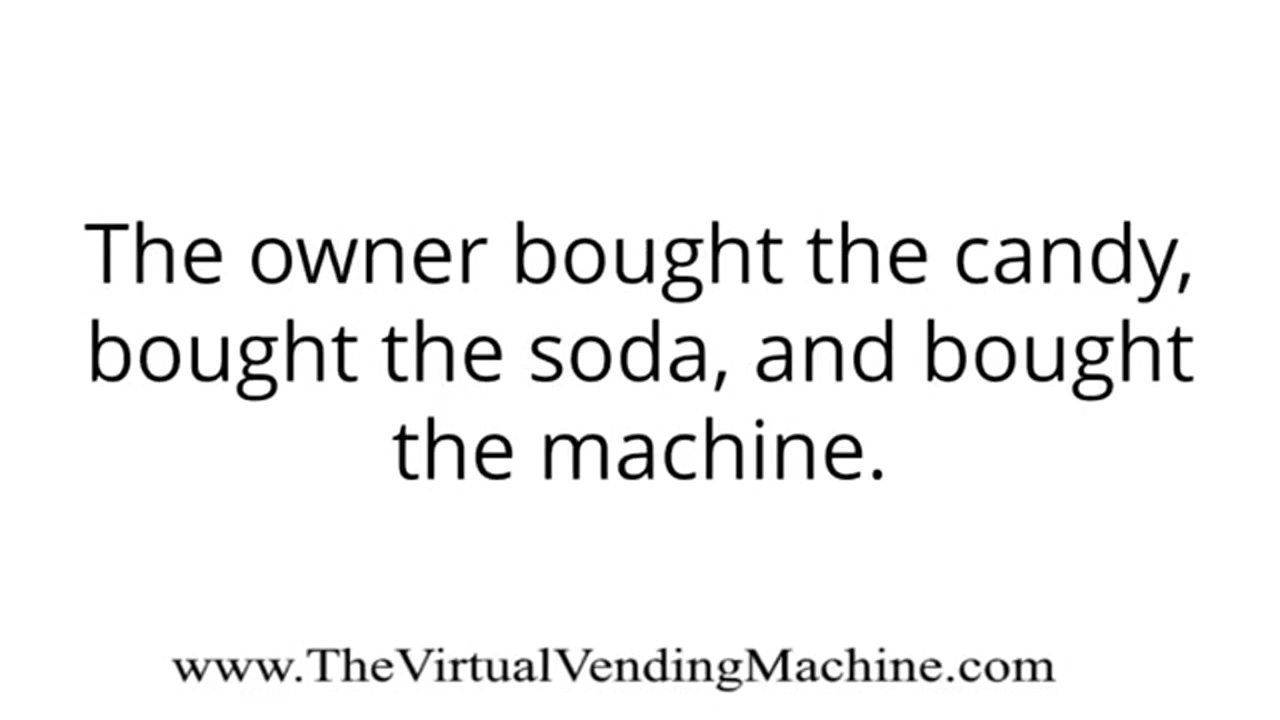 The owner bought the candy,
bought the soda, and bought
the machine.
www.TheVirtualVendingMachine.com